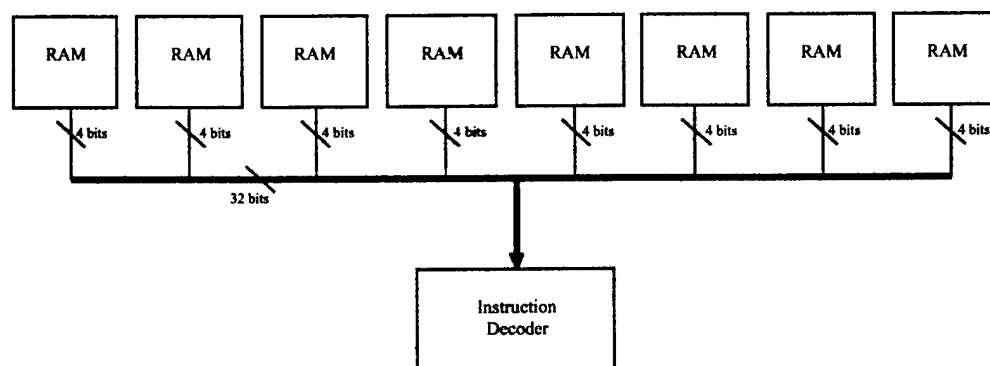 RAM RAM RAM RAM RAM RAM RAM RAM
4 bits 4 bits 4 bits 4 bits 4 bits 4 bits 4 bits 4 bits
32 bits
Instruction
Decoder